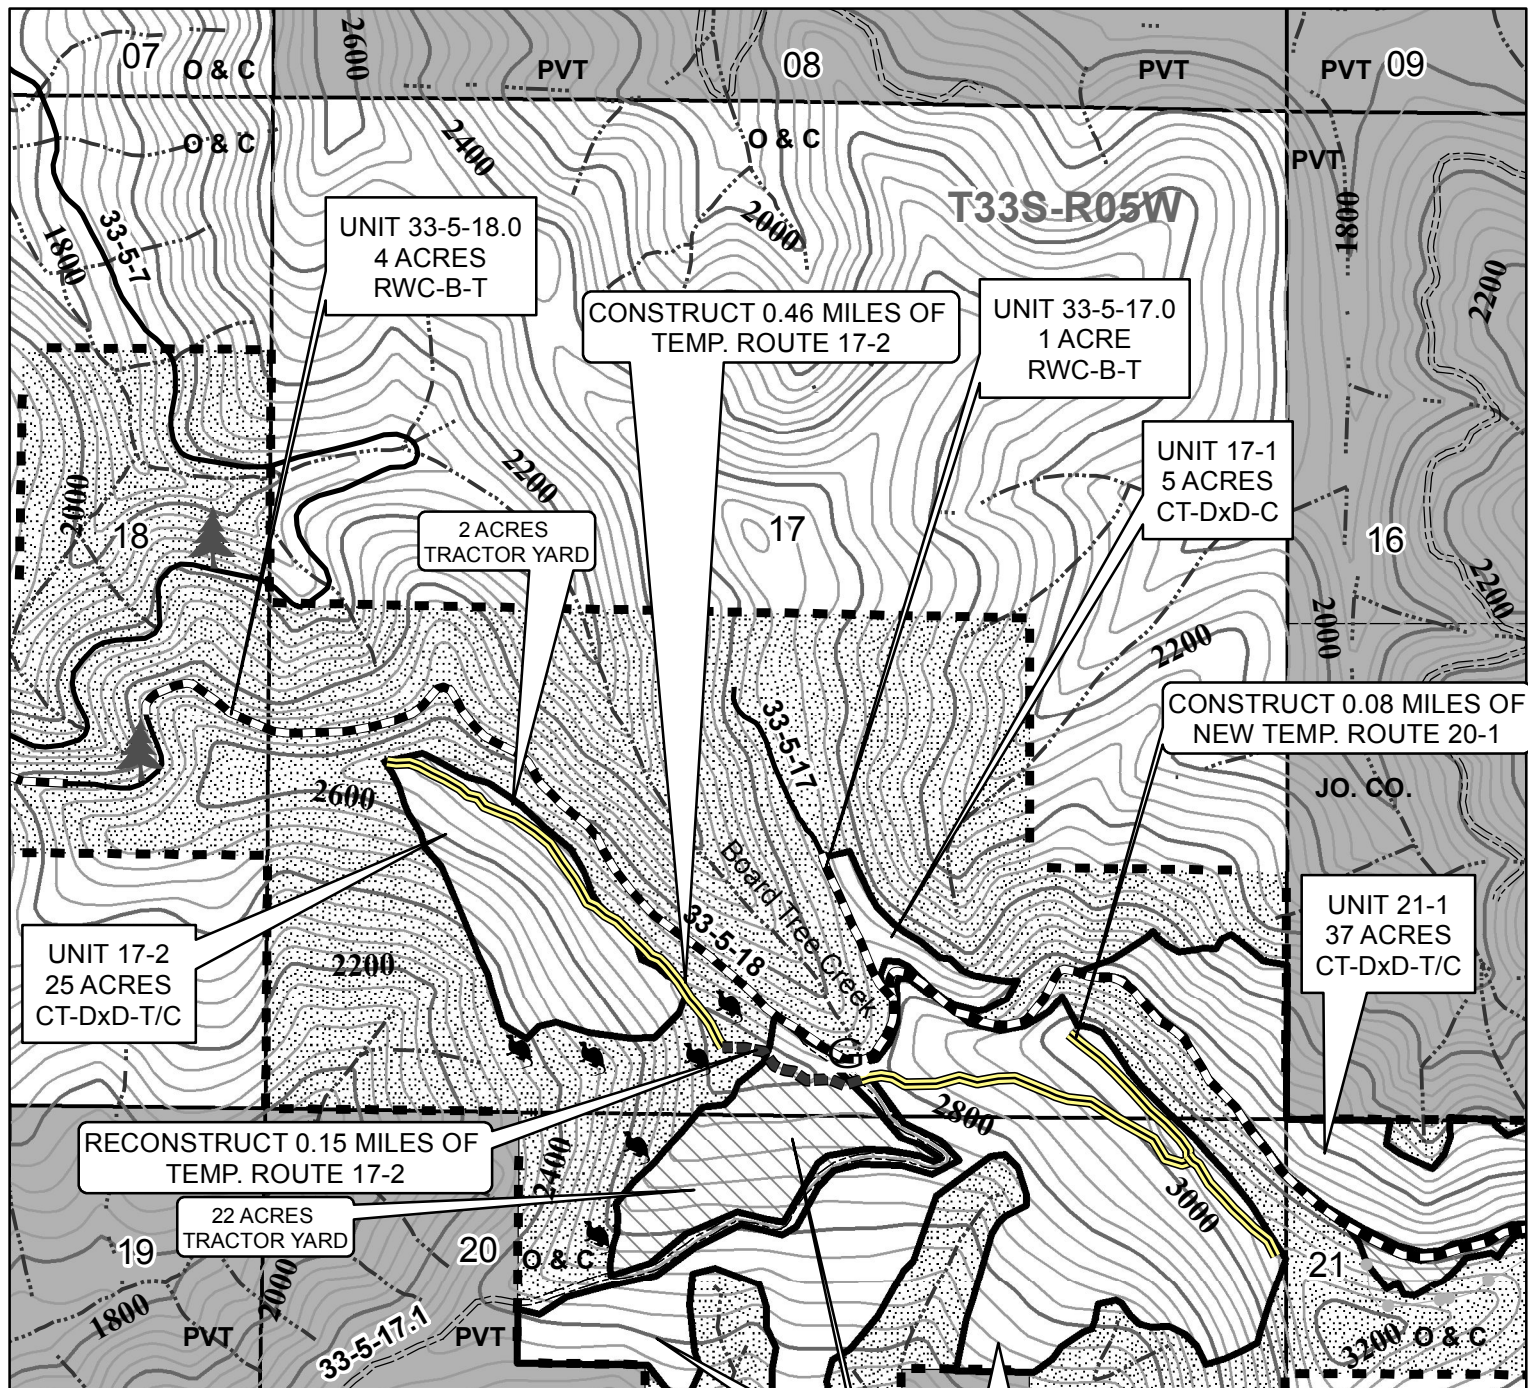 2600
07
O & C
PVT
08
PVT
PVT
09
O & C
2400
O & C
PVT
T33S-R05W
2000
1800
33-5-7
1800
UNIT 33-5-18.0
4 ACRES
RWC-B-T
2200
CONSTRUCT 0.46 MILES OF
TEMP. ROUTE 17-2
UNIT 33-5-17.0
1 ACRE
RWC-B-T
UNIT 17-1
5 ACRES
CT-DxD-C
2200
2000
18
2 ACRES
TRACTOR YARD
17
16
2200
2000
2200
33-5-17
CONSTRUCT 0.08 MILES OF
NEW TEMP. ROUTE 20-1
2600
JO. CO.
Board Tree Creek
33-5-18
UNIT 17-2
25 ACRES
CT-DxD-T/C
2200
UNIT 21-1
37 ACRES
CT-DxD-T/C
G
2800
RECONSTRUCT 0.15 MILES OF
TEMP. ROUTE 17-2
2400
3000
22 ACRES
TRACTOR YARD
19
20
O & C
21
2000
1800
PVT
33-5-17.1
PVT
3200
O & C